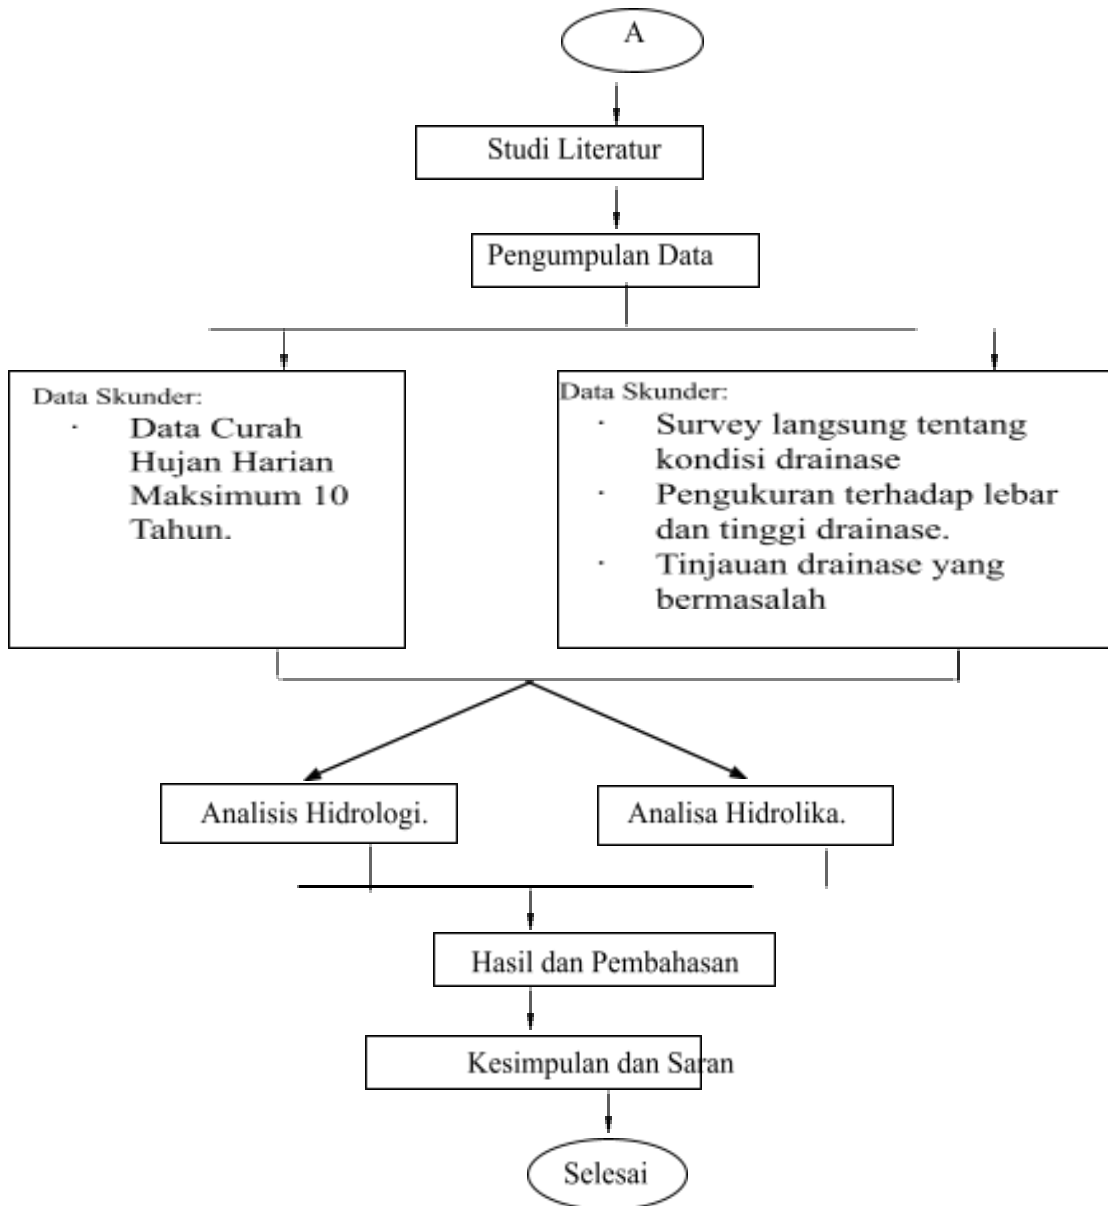 A
Studi Literatur
Pengumpulan Data
Data Skunder:
· Data Curah
Hujan Harian
Maksimum 10
Tahun.
Data Skunder:
· Survey langsung tentang
kondisi drainase
· Pengukuran terhadap lebar
dan tinggi drainase.
· Tinjauan drainase yang
bermasalah
Analisis Hidrologi.
Analisa Hidrolika.
Hasil dan Pembahasan
Kesimpulan dan Saran
Selesai